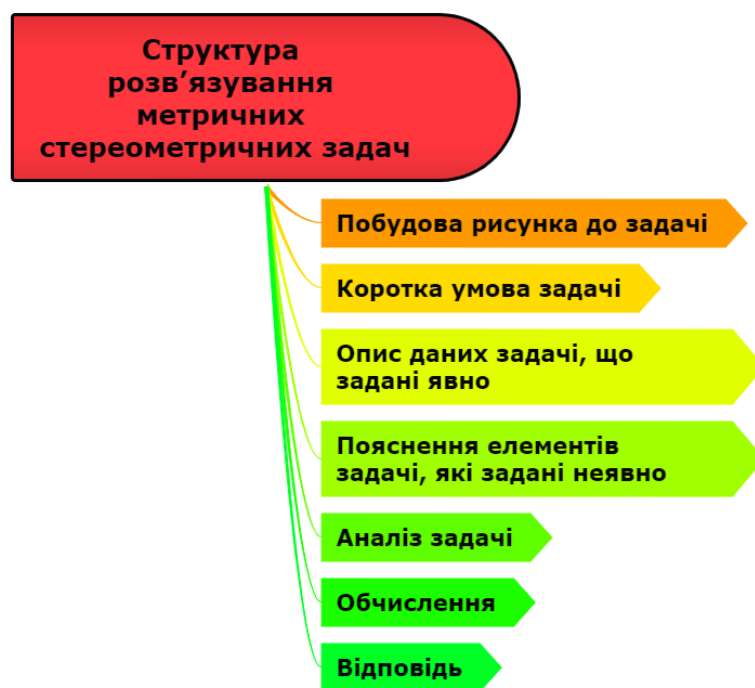 Структура
розв’язування
метричних
стереометричних задач
Побудова рисунка до задачі
Коротка умова задачі
Опис даних задачі, що
задані явно
Пояснення елементів
задачі, які задані неявно
Аналіз задачі
Обчислення
Відповідь